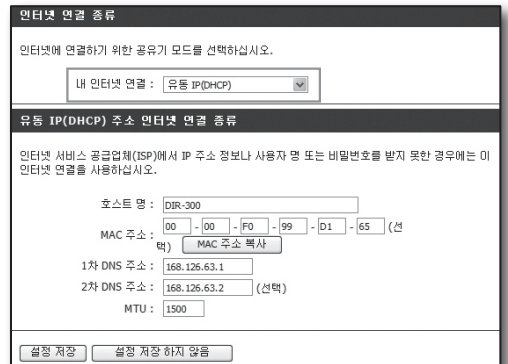 인터넷 연결 종류
인터넷에 연결하기 위한 공유기 모드를 선택하십시오.
내 인터넷 연결 : 유동 IP(DHCP)
유동 IP(DHCP) 주소 인터넷 연결 종류
인터넷 서비스 공급업체(ISP)에서 IP 주소 정보나 사용자 명 또는 비밀번호를 받지 못한 경우에는 이
인터넷 연결을 사용하십시오.
호스트 명 : DIR-300
MAC 주소 : 00 - 00 - F0 - 99 - D1 - 65 (선
택) MAC 주소 복사
1차 DNS 주소 : 168.126.63.1
2차 DNS 주소 : 168.126.63.2 (선택)
MTU : 1500
설정 저장 설정 저장 하지 않음